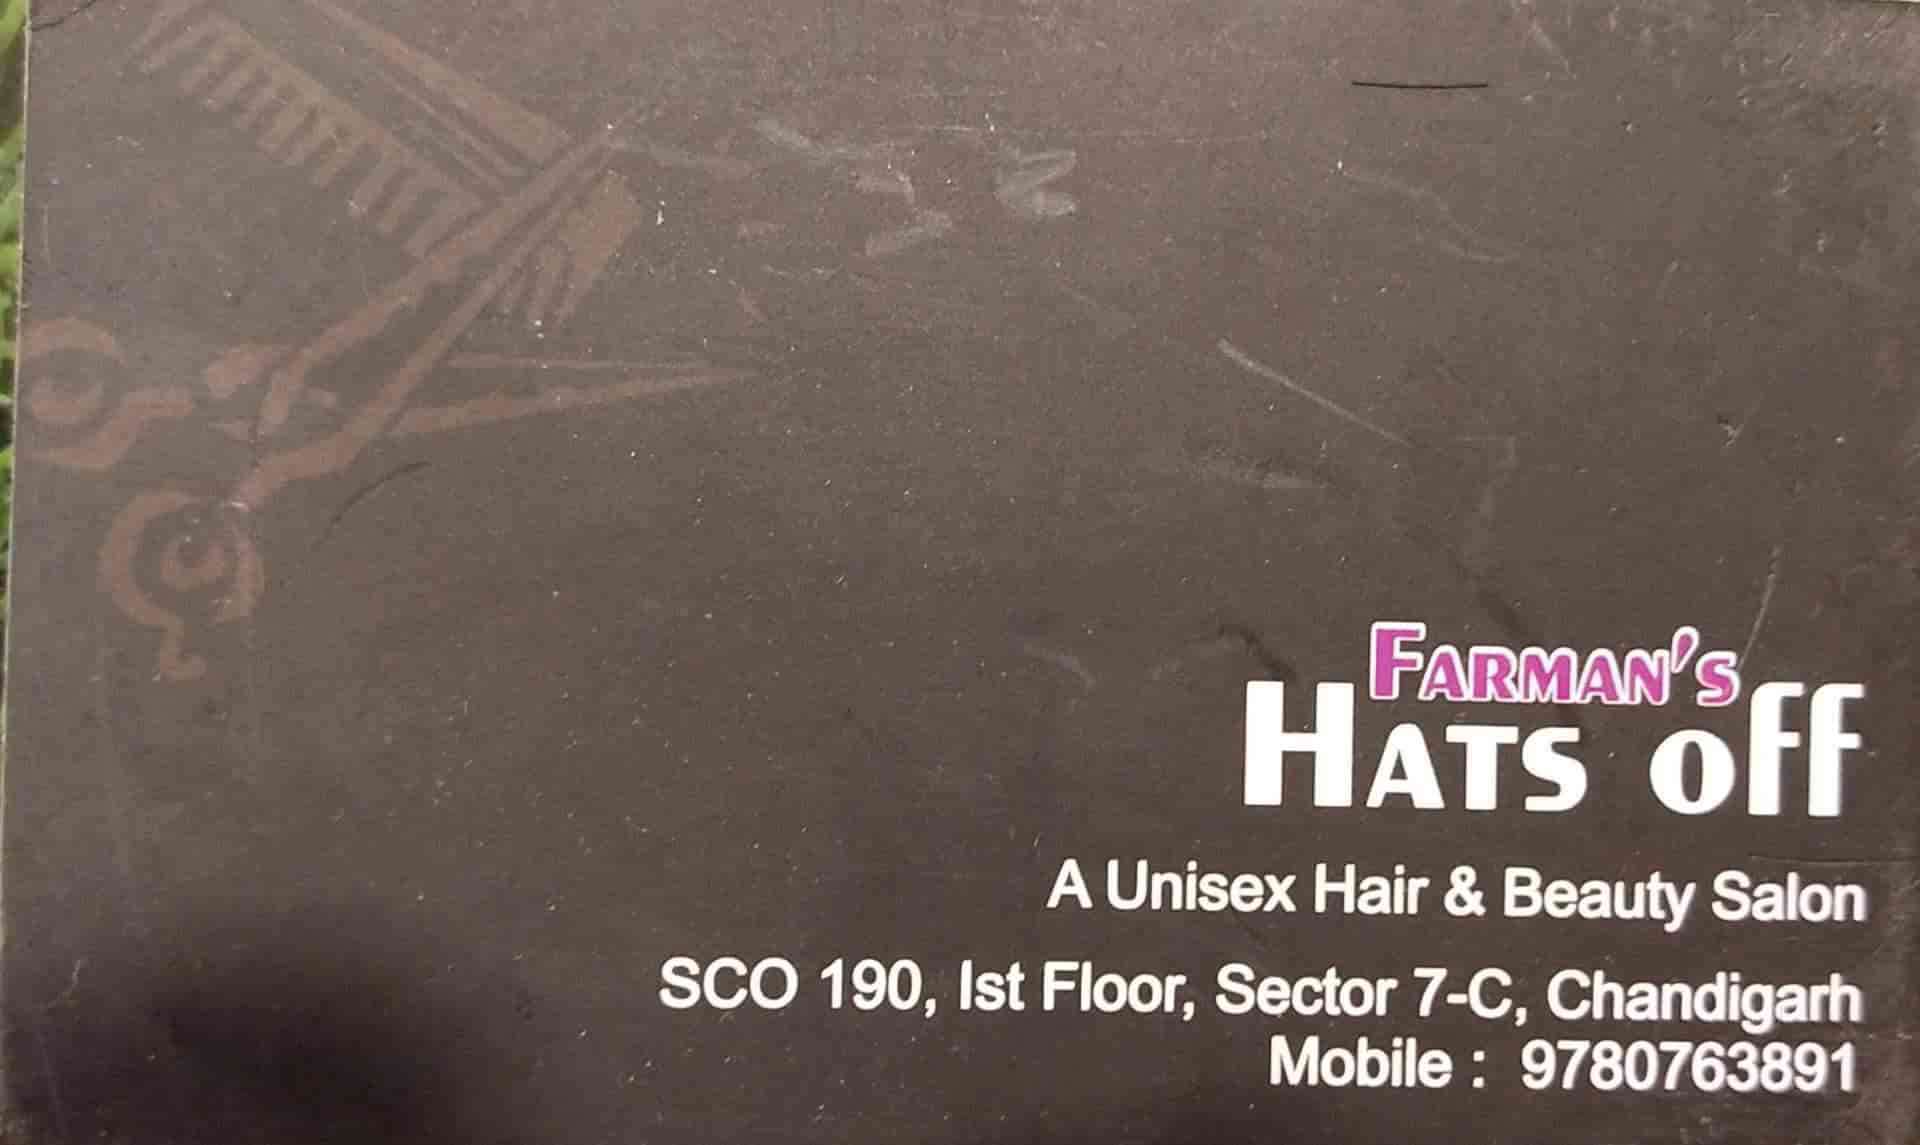 FARMAN'S
HATS off
A Unisex Hair & Beauty Salon
SCO 190, Ist Floor, Sector 7-C, Chandigarh
Mobile : 9780763891